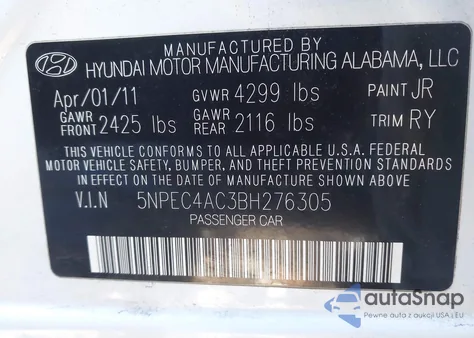 MANUFACTURED BY
HYUNDAI MOTOR MANUFACTURING ALABAMA, LLC
Apr/01/11 GVWR 4299 lbs PAINT JR
GAWR FRONT 2425 lbs GAWR REAR 2116 lbs TRIM RY
THIS VEHICLE CONFORMS TO ALL APPLICABLE U.S.A. FEDERAL
MOTOR VEHICLE SAFETY, BUMPER, AND THEFT PREVENTION STANDARDS
IN EFFECT ON THE DATE OF MANUFACTURE SHOWN ABOVE.
V.I.N 5NPEC4AC3BH276305
PASSENGER CAR
autoSnap
Pewne auta z aukcji USA i EU